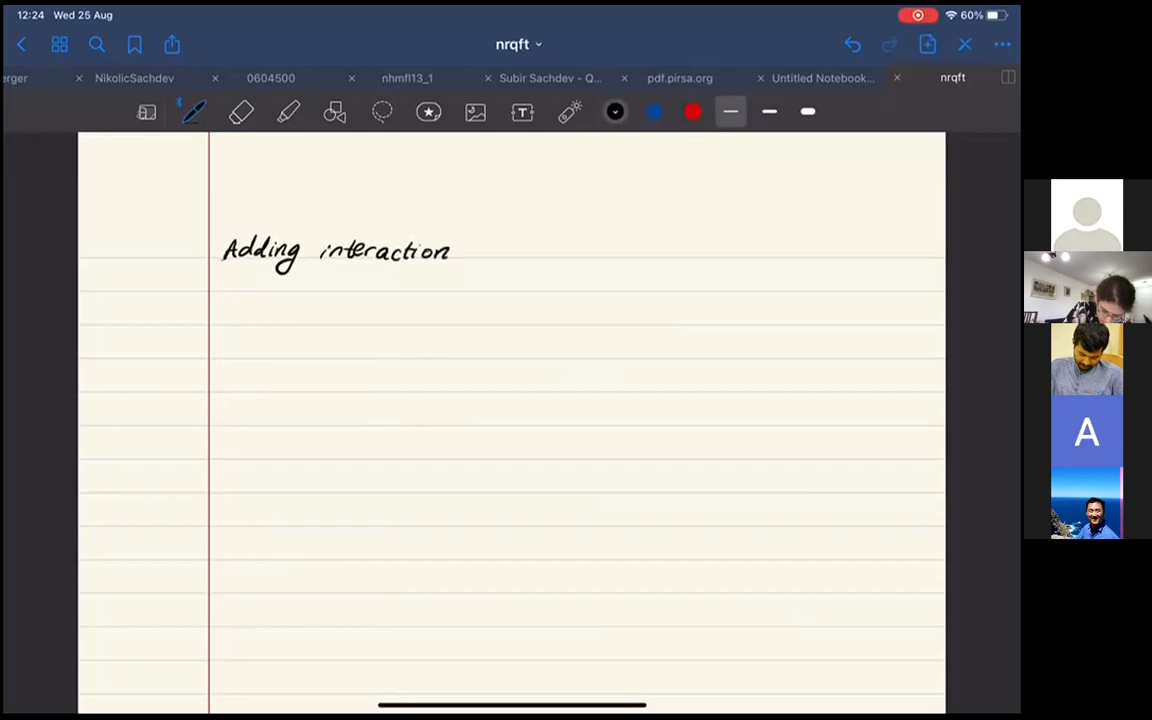 12:24 Wed 25 Aug
60%
nrqft
erger
NikolicSachdev
0604500
nhmfl13_1
Subir Sachdev - Q...
pdf.pirsa.org
Untitled Notebook...
nrqft
T
Adding interaction
A